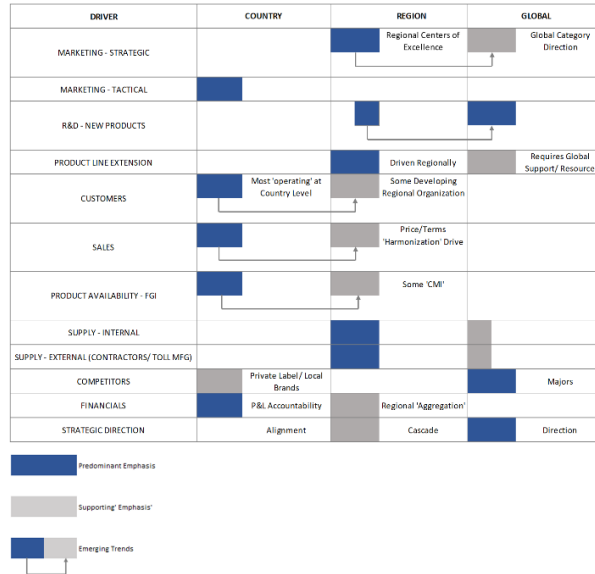 DRIVER COUNTRY REGION GLOBAL
MARKETING - STRATEGIC Regional Centers of Global Category
Excellence Direction
MARKETING - TACTICAL
R&D - NEW PRODUCTS
PRODUCT LINE EXTENSION Driven Regionally Requires Global
Support/ Resource
CUSTOMERS Most 'operating' at Some Developing
Country Level Regional Organization
SALES Price/Terms
'Harmonization' Drive
PRODUCT AVAILABILITY - FGI Some 'CMI'
SUPPLY - INTERNAL
SUPPLY - EXTERNAL (CONTRACTORS/ TOLL MFG)
COMPETITORS Private Label/ Local Majors
Brands
FINANCIALS P&L Accountability Regional 'Aggregation'
STRATEGIC DIRECTION Alignment Cascade Direction
Predominant Emphasis
Supporting' Emphasis'
Emerging Trends